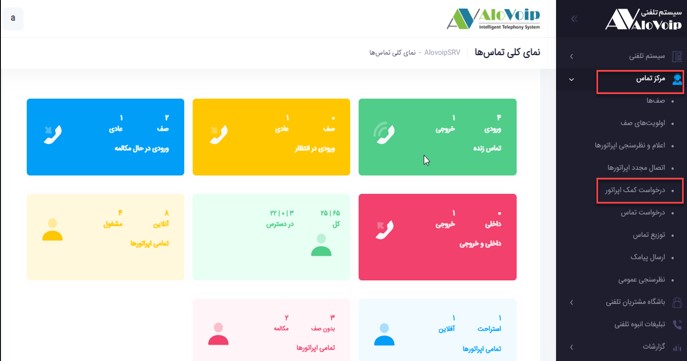 سیستم تلفنی
AloVoip
سیستم تلفنی
مرکز تماس
صف‌ها
اولویت‌های صف
اعلام و نظرسنجی اپراتورها
اتصال مجدد اپراتورها
درخواست کمک اپراتور
درخواست تماس
توزیع تماس
ارسال پیامک
نظرسنجی عمومی
باشگاه مشتریان تلفنی
تبلیغات انبوه تلفنی
گزارشات
a
AloVoip
Intelligent Telephony System
نمای کلی تماس‌ها
AlovoipSRV - نمای کلی تماس‌ها
۴ ۱
ورودی خروجی
تماس زنده
۰ ۱
صف عادی
ورودی در انتظار
۲ ۱
صف عادی
ورودی در حال مکالمه
۰ ۱
داخلی خروجی
داخلی و خروجی
۲۵ | ۶۵ ۲۲ | ۰ | ۳
کل در دسترس
۸ ۴
آنلاین مشغول
تمامی اپراتورها
۱ ۱
استراحت آفلاین
تمامی اپراتورها
۳ ۲
بدون صف مکالمه
تمامی اپراتورها